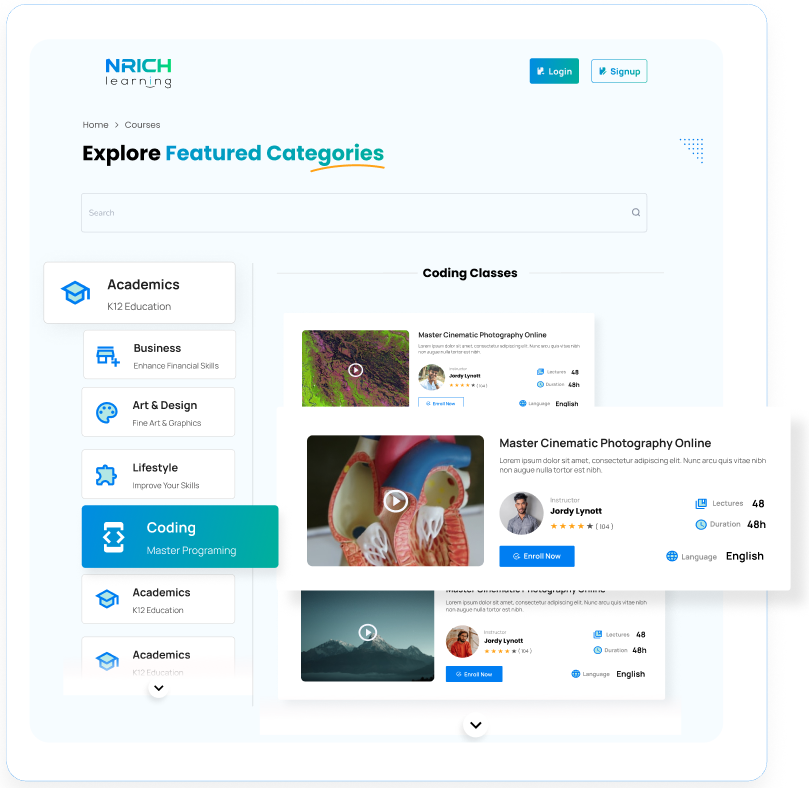 NRICH
learning
Login
Signup
Home > Courses
Explore Featured Categories
Search
Academics
K12 Education
Business
Enhance Financial Skills
Art & Design
Fine Art & Graphics
Lifestyle
Improve Your Skills
Coding
Master Programing
Academics
K12 Education
Academics
K12 Education
Coding Classes
Master Cinematic Photography Online
Lorem ipsum dolor sit amet, consectetur adipiscing elit. Nunc arcu quis vitae nibh
non augue nulla tortor est nibh.
Instructor
Jordy Lynott
(104)
Enroll Now
Lectures 48
Duration 48h
Language English
Master Cinematic Photography Online
Lorem ipsum dolor sit amet, consectetur adipiscing elit. Nunc arcu quis vitae nibh
non augue nulla tortor est nibh.
Instructor
Jordy Lynott
(104)
Enroll Now
Lectures 48
Duration 48h
Language English
Master Cinematic Photography Online
Lorem ipsum dolor sit amet, consectetur adipiscing elit. Nunc arcu quis vitae nibh
non augue nulla tortor est nibh.
Instructor
Jordy Lynott
(104)
Enroll Now
Lectures 48
Duration 48h
Language English